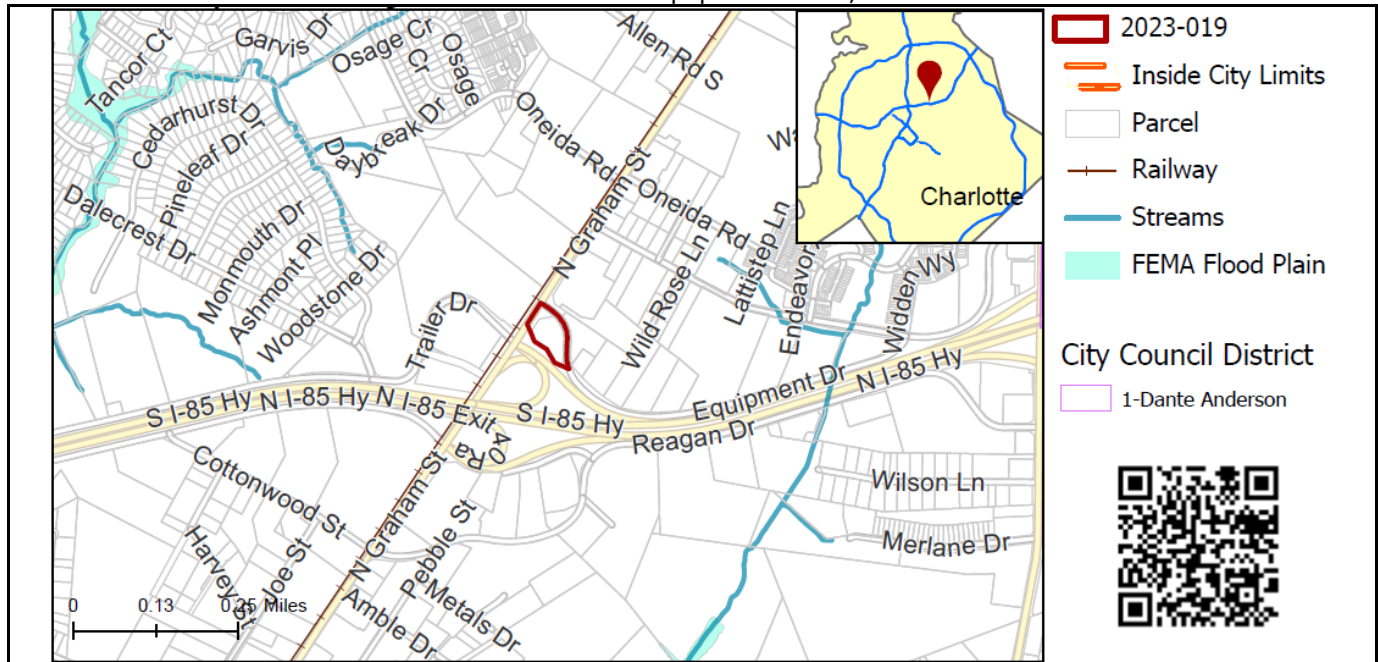 Tancor Ct
Garvis Dr
Osage Cr
Osage
Cr
Allen Rd S
Cedarhurst Dr
Pineleaf Dr
Daybreak Dr
Oneida Rd
Oneida Rd
N Graham St
Dalecrest Dr
Monmouth Dr
Ashmont Pl
Woodstone Dr
Trailer Dr
Wild Rose Ln
Lattistep Ln
Endeavor
Widden Wy
Charlotte
S I-85 Hy
N I-85 Hy
N I-85 Exit 40 Ra
S I-85 Hy
Equipment Dr
N I-85 Hy
Reagan Dr
Cottonwood St
N Graham St
Pebble St
Wilson Ln
Merlane Dr
Harvey St
Joe St
Amble Dr
Metals Dr
0 0.13 0.25 Miles
2023-019
Inside City Limits
Parcel
Railway
Streams
FEMA Flood Plain
City Council District
1-Dante Anderson